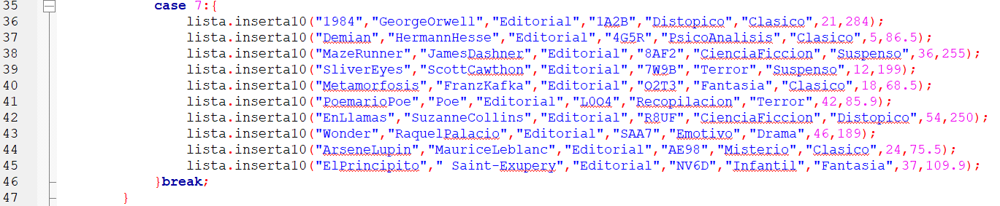 35 case 7:{
36 lista.inserta10("1984","GeorgeOrwell","Editorial","1A2B","Distopico","Clasico",21,284);
37 lista.inserta10("Demian","HermannHesse","Editorial","4G5R","PsicoAnalisis","Clasico",5,86.5);
38 lista.inserta10("MazeRunner","JamesDashner","Editorial","8AF2","CienciaFiccion","Suspenso",36,255);
39 lista.inserta10("SliverEyes","ScottCawthon","Editorial","7W9B","Terror","Suspenso",12,199);
40 lista.inserta10("Metamorfosis","FranzKafka","Editorial","O2T3","Fantasia","Clasico",18,68.5);
41 lista.inserta10("PoemarioPoe","Poe","Editorial","L0O4","Recopilacion","Terror",42,85.9);
42 lista.inserta10("EnLlamas","SuzanneCollins","Editorial","R8UF","CienciaFiccion","Distopico",54,250);
43 lista.inserta10("Wonder","RaquelPalacio","Editorial","SAA7","Emotivo","Drama",46,189);
44 lista.inserta10("ArseneLupin","MauriceLeblanc","Editorial","AE98","Misterio","Clasico",24,75.5);
45 lista.inserta10("ElPrincipito"," Saint-Exupery","Editorial","NV6D","Infantil","Fantasia",37,109.9);
46 }break;
47 }